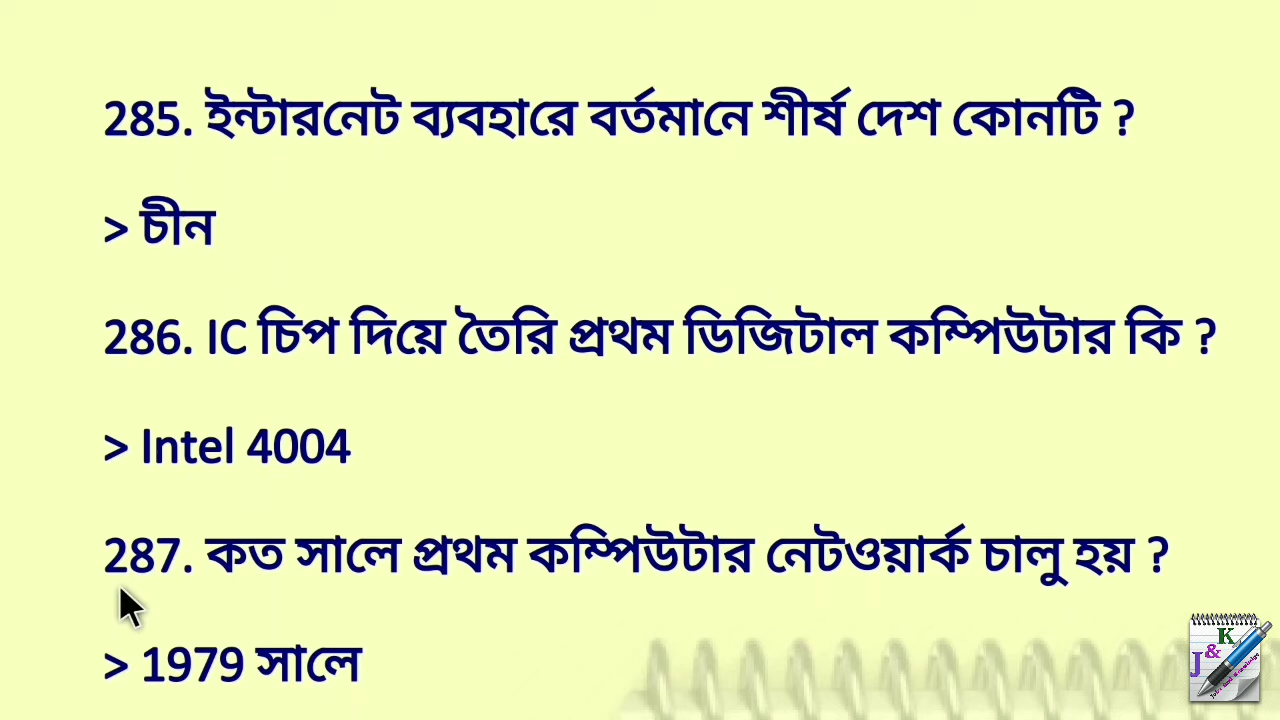 285. ইন্টারনেট ব্যবহারে বর্তমানে শীর্ষ দেশ কোনটি ?
> চীন
286. IC চিপ দিয়ে তৈরি প্রথম ডিজিটাল কম্পিউটার কি ?
> Intel 4004
287. কত সালে প্রথম কম্পিউটার নেটওয়ার্ক চালু হয় ?
> 1979 সালে
J & K